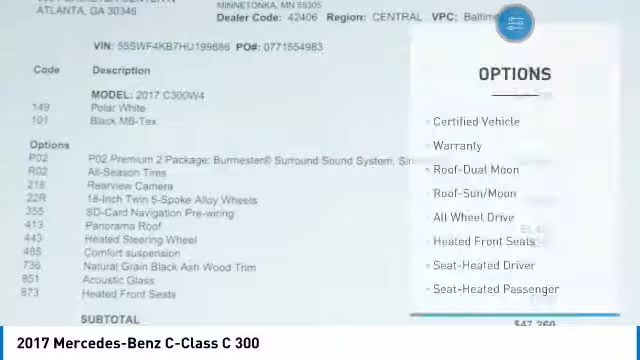 ATLANTA, GA 30346
MINNETONKA, MN 55305
Dealer Code: 42406 Region: CENTRAL VPC:
VIN: 55SWF4KB7HU199686 PO#: 0771554983
Code Description
MODEL: 2017 C300W4
149 Polar White
101 Black MB-Tex
Options
P02 P02 Premium 2 Package: Burmester® Surround Sound System,
R02 All-Season Tires
218 Rearview Camera
22R 18-Inch Twin 5-Spoke Alloy Wheels
355 SD-Card Navigation Pre-wiring
413 Panorama Roof
443 Heated Steering Wheel
485 Comfort suspension
736 Natural Grain Black Ash Wood Trim
851 Acoustic Glass
873 Heated Front Seats
SUBTOTAL
$47,260
OPTIONS
Certified Vehicle
Warranty
Roof-Dual Moon
Roof-Sun/Moon
All Wheel Drive
Heated Front Seats
Seat-Heated Driver
Seat-Heated Passenger
2017 Mercedes-Benz C-Class C 300